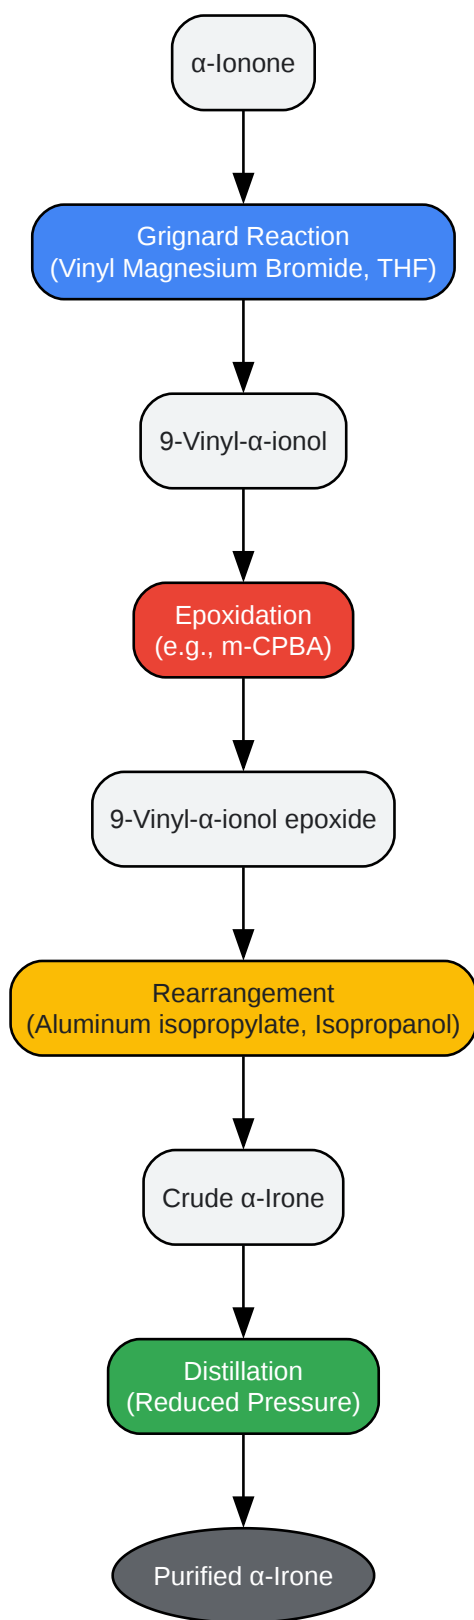 α-Ionone
Grignard Reaction
(Vinyl Magnesium Bromide, THF)
9-Vinyl-α-ionol
Epoxidation
(e.g., m-CPBA)
9-Vinyl-α-ionol epoxide
Rearrangement
(Aluminum isopropylate, Isopropanol)
Crude α-Irone
Distillation
(Reduced Pressure)
Purified α-Irone